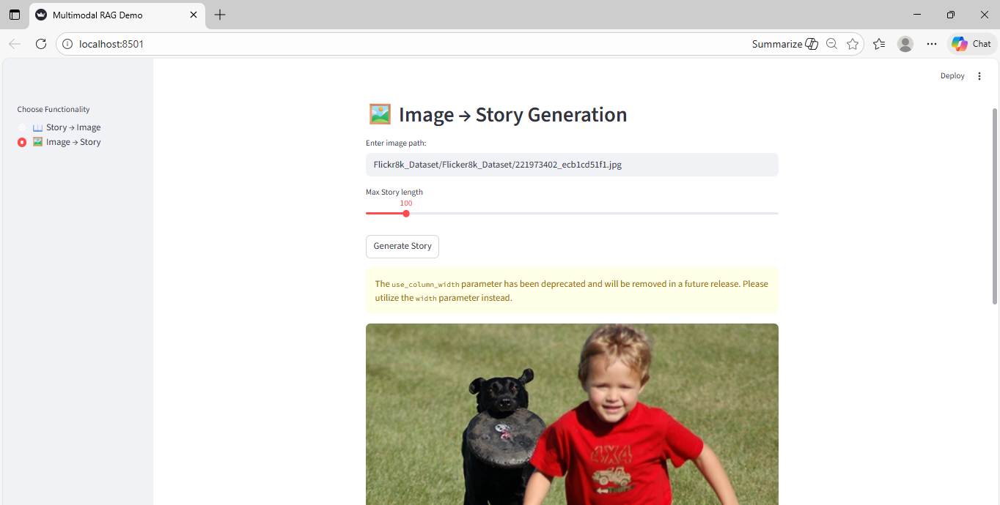 Multimodal RAG Demo
localhost:8501
Summarize
Chat
Deploy
Choose Functionality
Story → Image
Image → Story
Image → Story Generation
Enter image path:
Flickr8k_Dataset/Flicker8k_Dataset/221973402_ecb1cd51f1.jpg
Max Story length
100
Generate Story
The use_column_width parameter has been deprecated and will be removed in a future release. Please
utilize the width parameter instead.
4X4